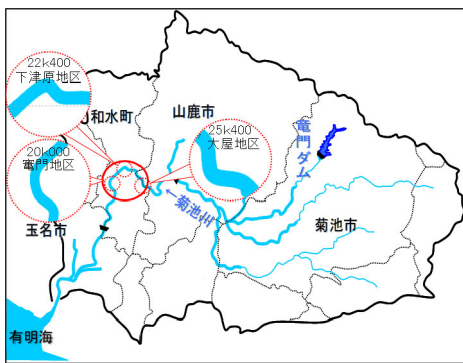 22k400
下津原地区
和水町
山鹿市
25k400
大屋地区
竜門ダム
20k000
竈門地区
←菊池川
菊池市
玉名市
有明海